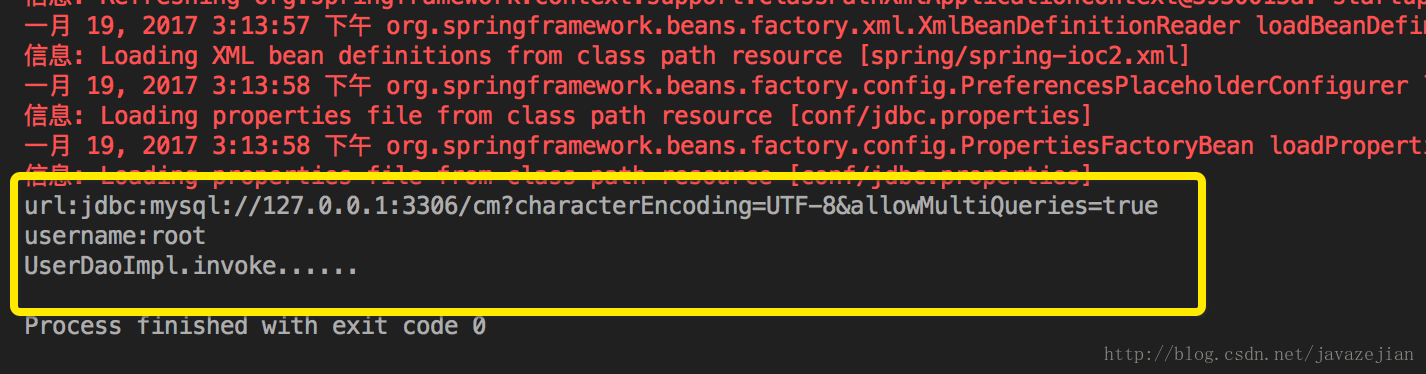 信息: Refreshing org.springframework.context.support.ClassPathXmlApplicationContext@5950015a: startup
一月 19, 2017 3:13:57 下午 org.springframework.beans.factory.xml.XmlBeanDefinitionReader loadBeanDefin
信息: Loading XML bean definitions from class path resource [spring/spring-ioc2.xml]
一月 19, 2017 3:13:58 下午 org.springframework.beans.factory.config.PreferencesPlaceholderConfigurer
信息: Loading properties file from class path resource [conf/jdbc.properties]
一月 19, 2017 3:13:58 下午 org.springframework.beans.factory.config.PropertiesFactoryBean loadProperti
信息: Loading properties file from class path resource [conf/jdbc.properties]
url:jdbc:mysql://127.0.0.1:3306/cm?characterEncoding=UTF-8&allowMultiQueries=true
username:root
UserDaoImpl.invoke......
Process finished with exit code 0
http://blog.csdn.net/javazejian